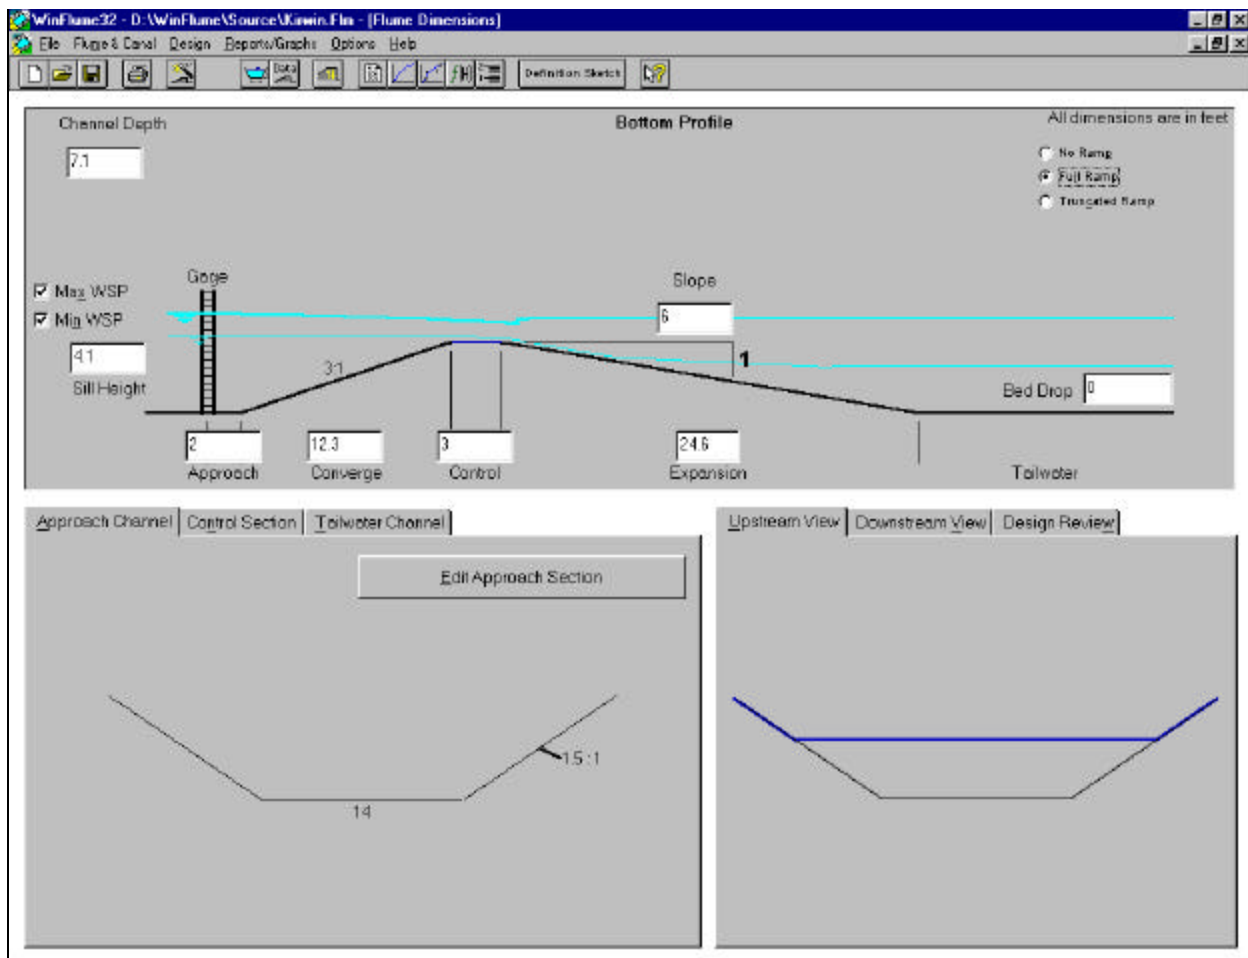 WinFlume32 - D:\WinFlume\Source\Kirwin.Flm - [Flume Dimensions]
File Flume & Canal Design Reports/Graphs Options Help
Data
Definition Sketch
Channel Depth
Bottom Profile
All dimensions are in feet
7.1
No Ramp
Full Ramp
Truncated Ramp
Gage
Slope
Max WSP
Min WSP
6
4.1
Sill Height
3:1
1
Bed Drop 0
2
12.3
3
24.6
Approach
Converge
Control
Expansion
Tailwater
Approach Channel Control Section Tailwater Channel
Upstream View Downstream View Design Review
Edit Approach Section
1.5 :1
14